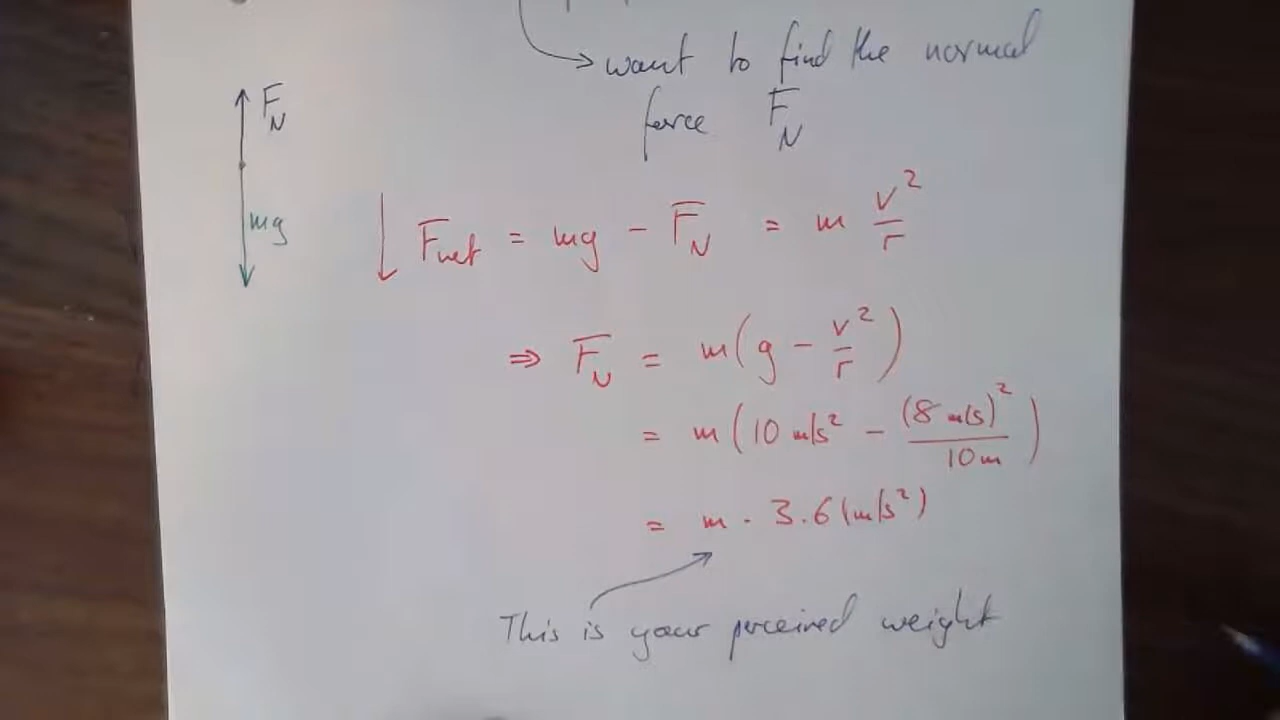 want to find the normal
force F_N
F_N
mg
F_net = mg - F_N = m v²/r
⇒ F_N = m(g - v²/r)
= m(10 m/s² - (8 m/s)²/10m)
= m · 3.6(m/s²)
This is your perceived weight